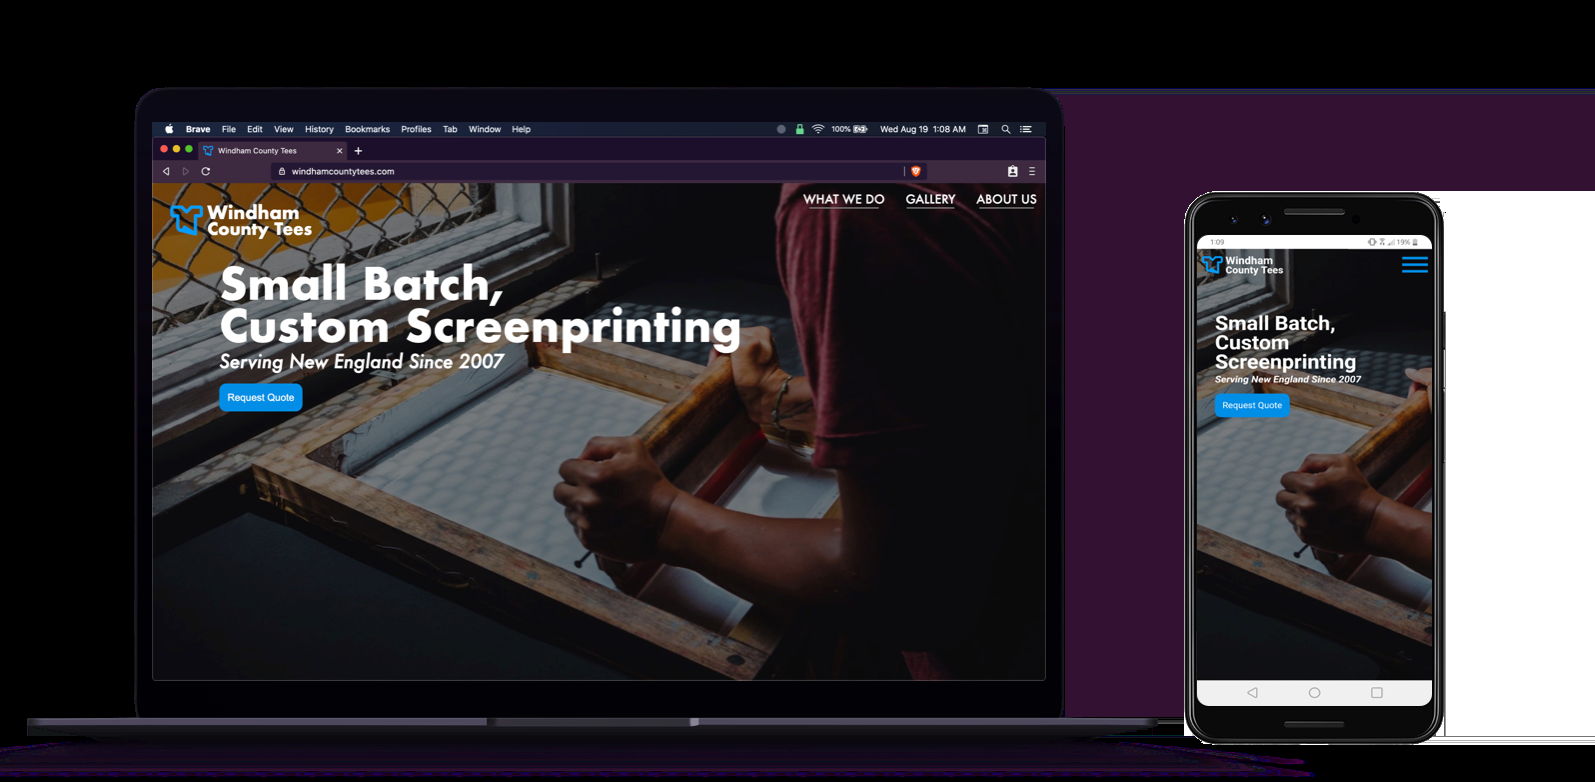 Brave File Edit View History Bookmarks Profiles Tab Window Help 100% Wed Aug 19 1:08 AM
Windham County Tees
windhamcountytees.com
WHAT WE DO GALLERY ABOUT US
Windham
County Tees
Small Batch,
Custom Screenprinting
Serving New England Since 2007
Request Quote
1:09 19%
Windham
County Tees
Small Batch,
Custom
Screenprinting
Serving New England Since 2007
Request Quote